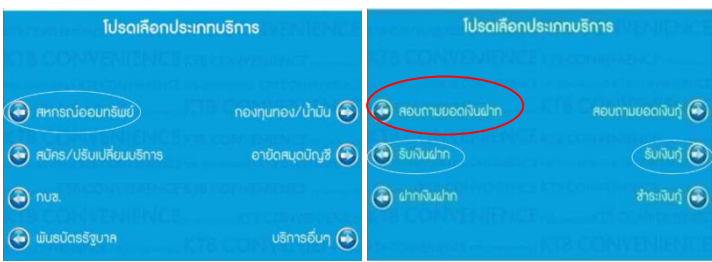 โปรดเลือกประเภทบริการ
สหกรณ์ออมทรัพย์
กองทุนทอง/น้ำมัน
สมัคร/ปรับเปลี่ยนบริการ
อายัดสมุดบัญชี
กบข.
พันธบัตรรัฐบาล
บริการอื่นๆ
โปรดเลือกประเภทบริการ
สอบถามยอดเงินฝาก
สอบถามยอดเงินกู้
รับเงินฝาก
รับเงินกู้
ฝากเงินฝาก
ชำระเงินกู้
KTB CONVENIENCE